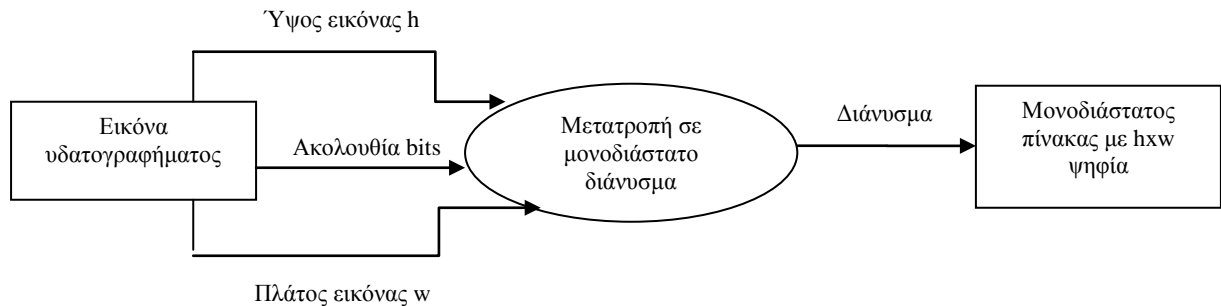 Ύψος εικόνας h
Εικόνα
υδατογραφήματος
Ακολουθία bits
Πλάτος εικόνας w
Μετατροπή σε
μονοδιάστατο
διάνυσμα
Διάνυσμα
Μονοδιάστατος
πίνακας με hxw
ψηφία